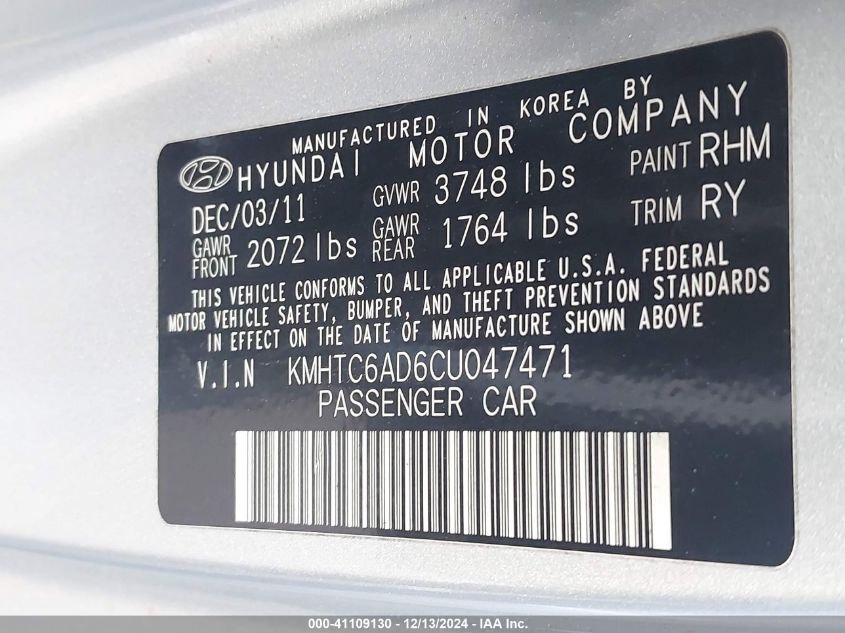 MANUFACTURED IN KOREA BY
HYUNDAI MOTOR COMPANY
DEC/03/11 GVWR 3748 lbs PAINT RHM
GAWR FRONT 2072 lbs GAWR REAR 1764 lbs TRIM RY
THIS VEHICLE CONFORMS TO ALL APPLICABLE U.S.A. FEDERAL
MOTOR VEHICLE SAFETY, BUMPER, AND THEFT PREVENTION STANDARDS
IN EFFECT ON THE DATE OF MANUFACTURE SHOWN ABOVE
V.I.N KMHTC6AD6CU047471
PASSENGER CAR
000-41109130 - 12/13/2024 - IAA Inc.